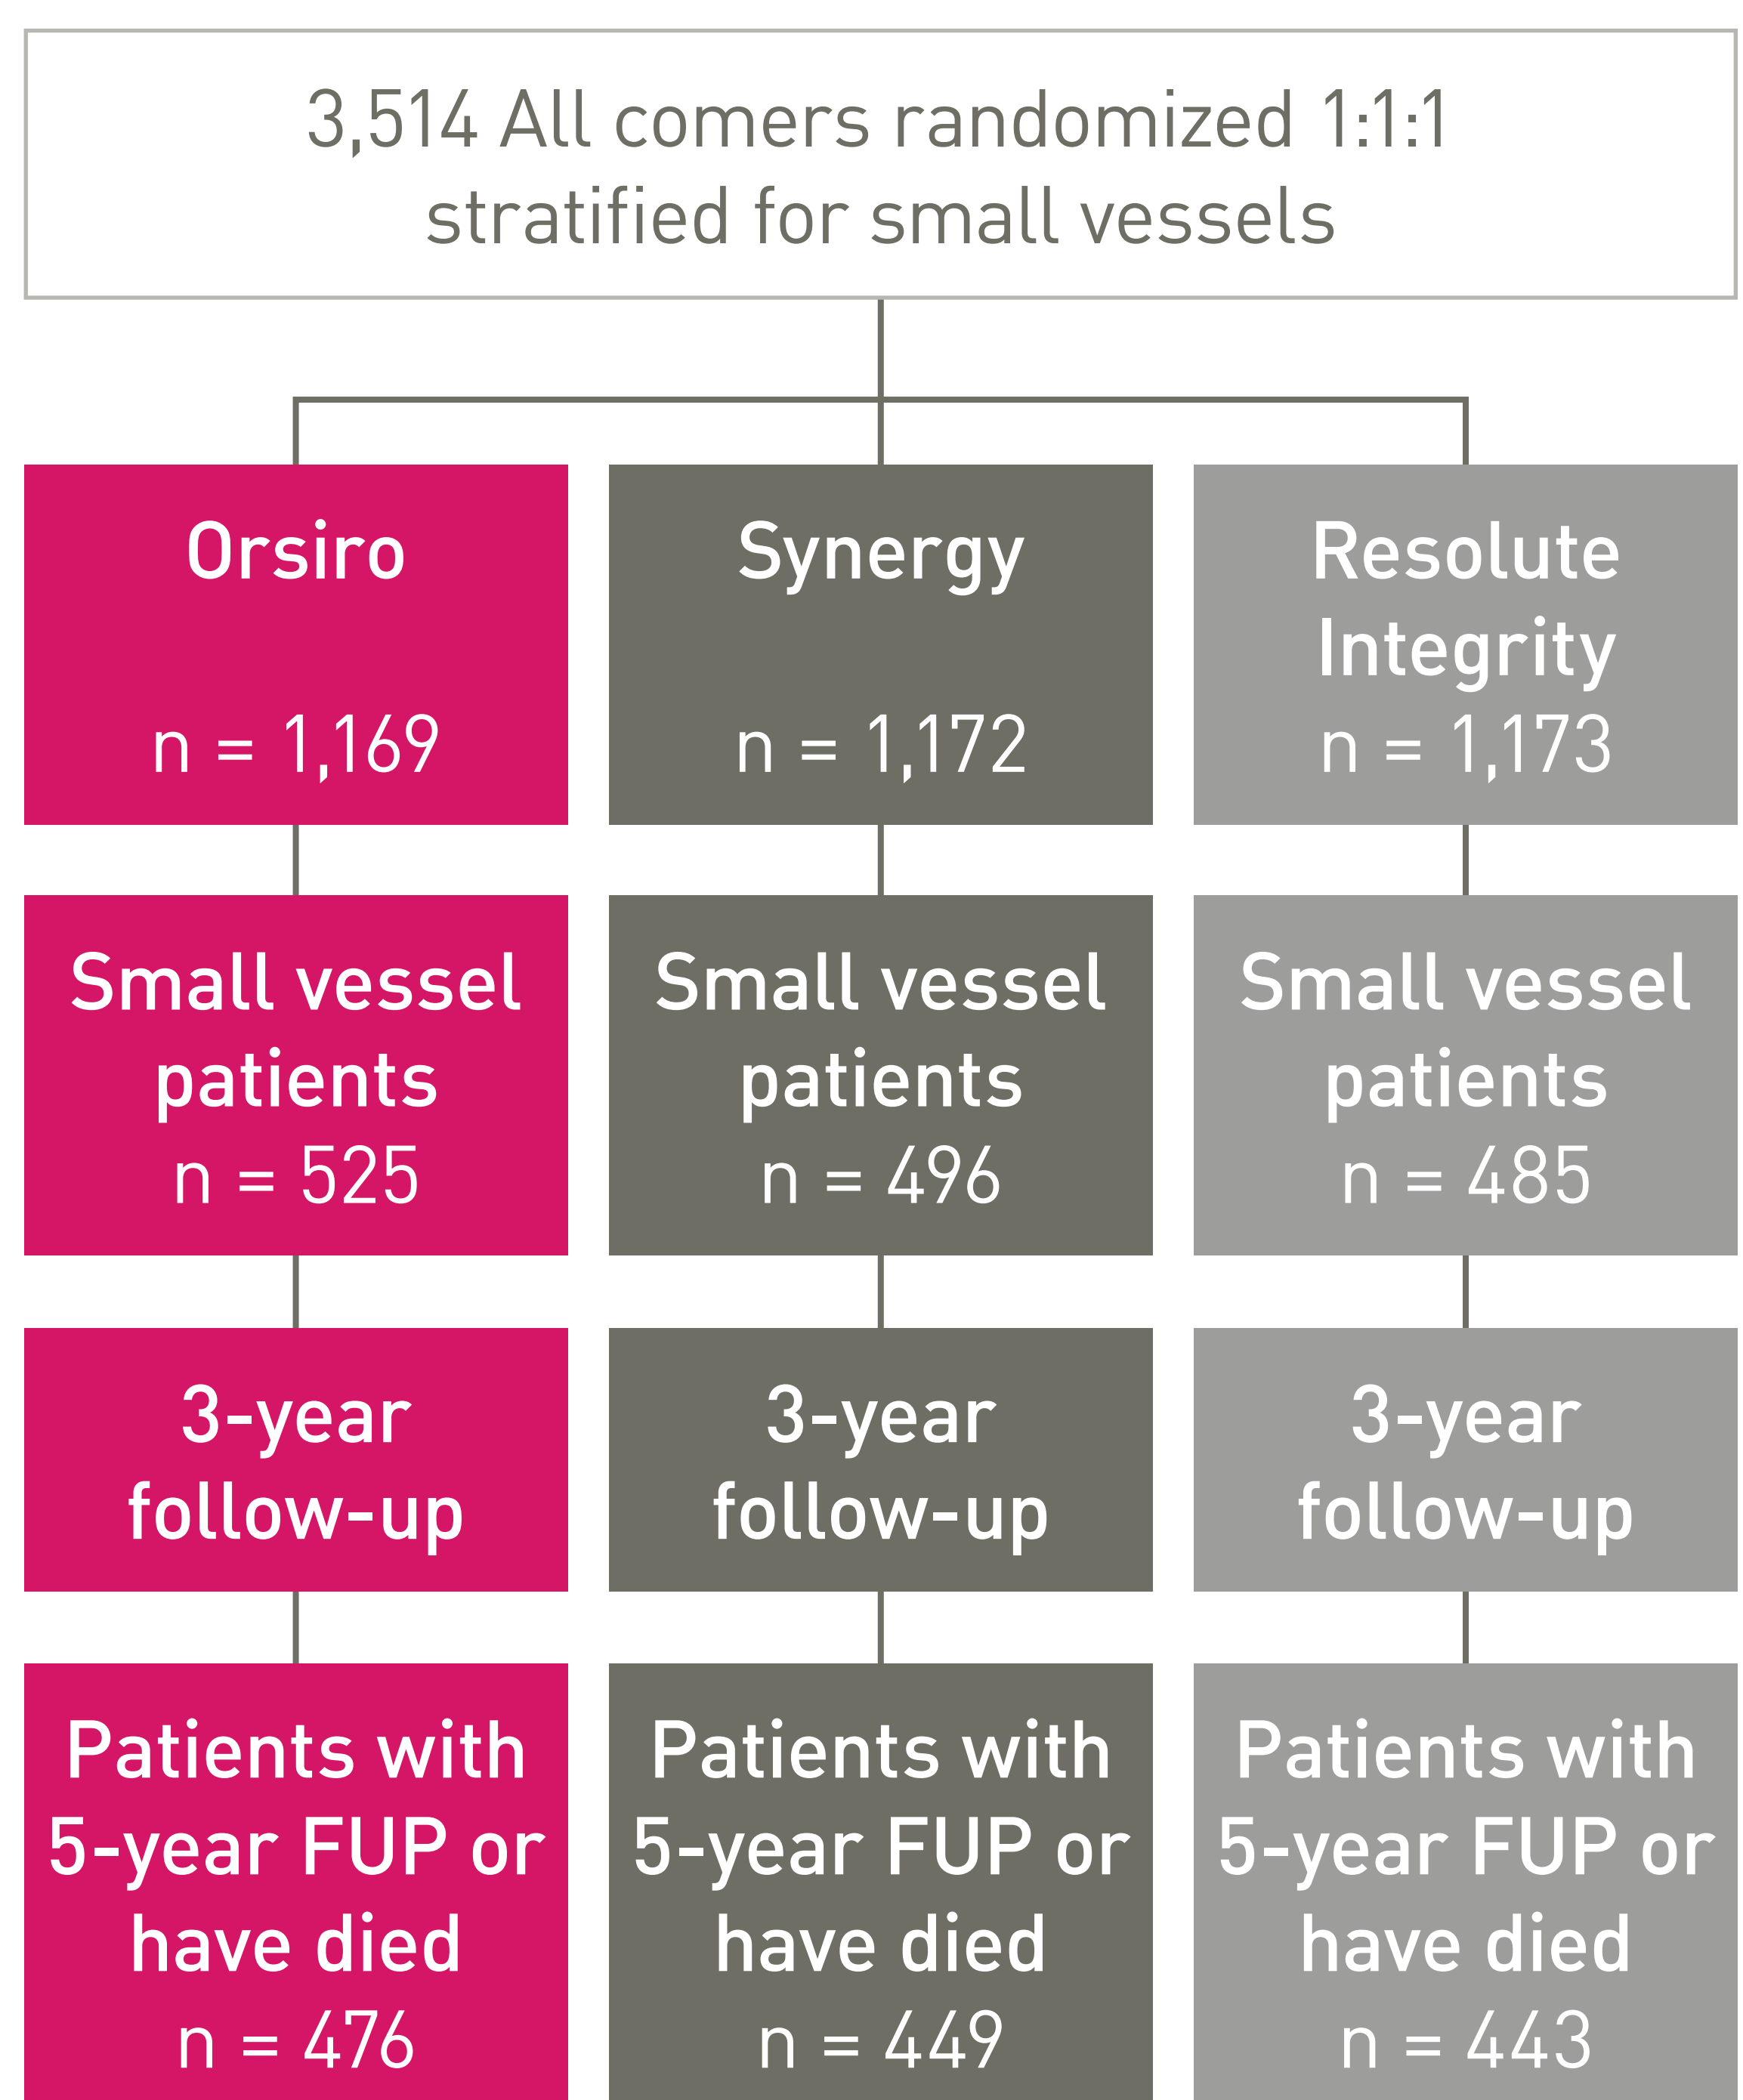 3,514 All comers randomized 1:1:1
stratified for small vessels
Orsiro
n = 1,169
Synergy
n = 1,172
Resolute
Integrity
n = 1,173
Small vessel
patients
n = 525
Small vessel
patients
n = 496
Small vessel
patients
n = 485
3-year
follow-up
3-year
follow-up
3-year
follow-up
Patients with
5-year FUP or
have died
n = 476
Patients with
5-year FUP or
have died
n = 449
Patients with
5-year FUP or
have died
n = 443